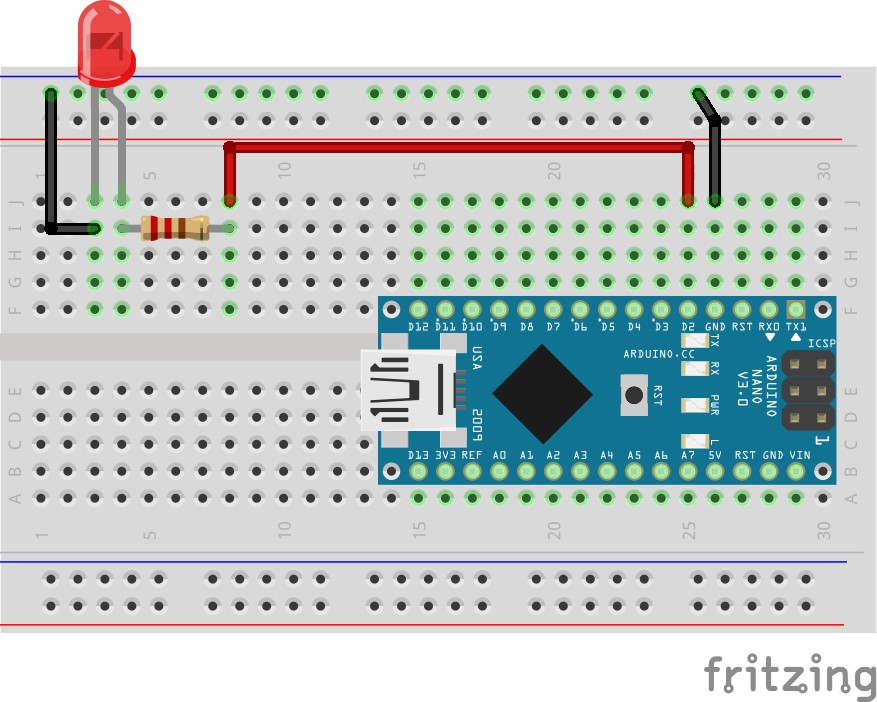 1 5 10 15 20 25 30
J J
I I
H H
G G
F F
D12 D11 D10 D9 D8 D7 D6 D5 D4 D3 D2 GND RST RX0 TX1
TX
ICSP
USA
ARDUINO.CC
RX
ARDUINO
NANO
V3.0
E E
RST
PWR
D D
2009
L
1
C C
D13 3V3 REF A0 A1 A2 A3 A4 A5 A6 A7 5V RST GND VIN
B B
A A
1 5 10 15 20 25 30
fritzing